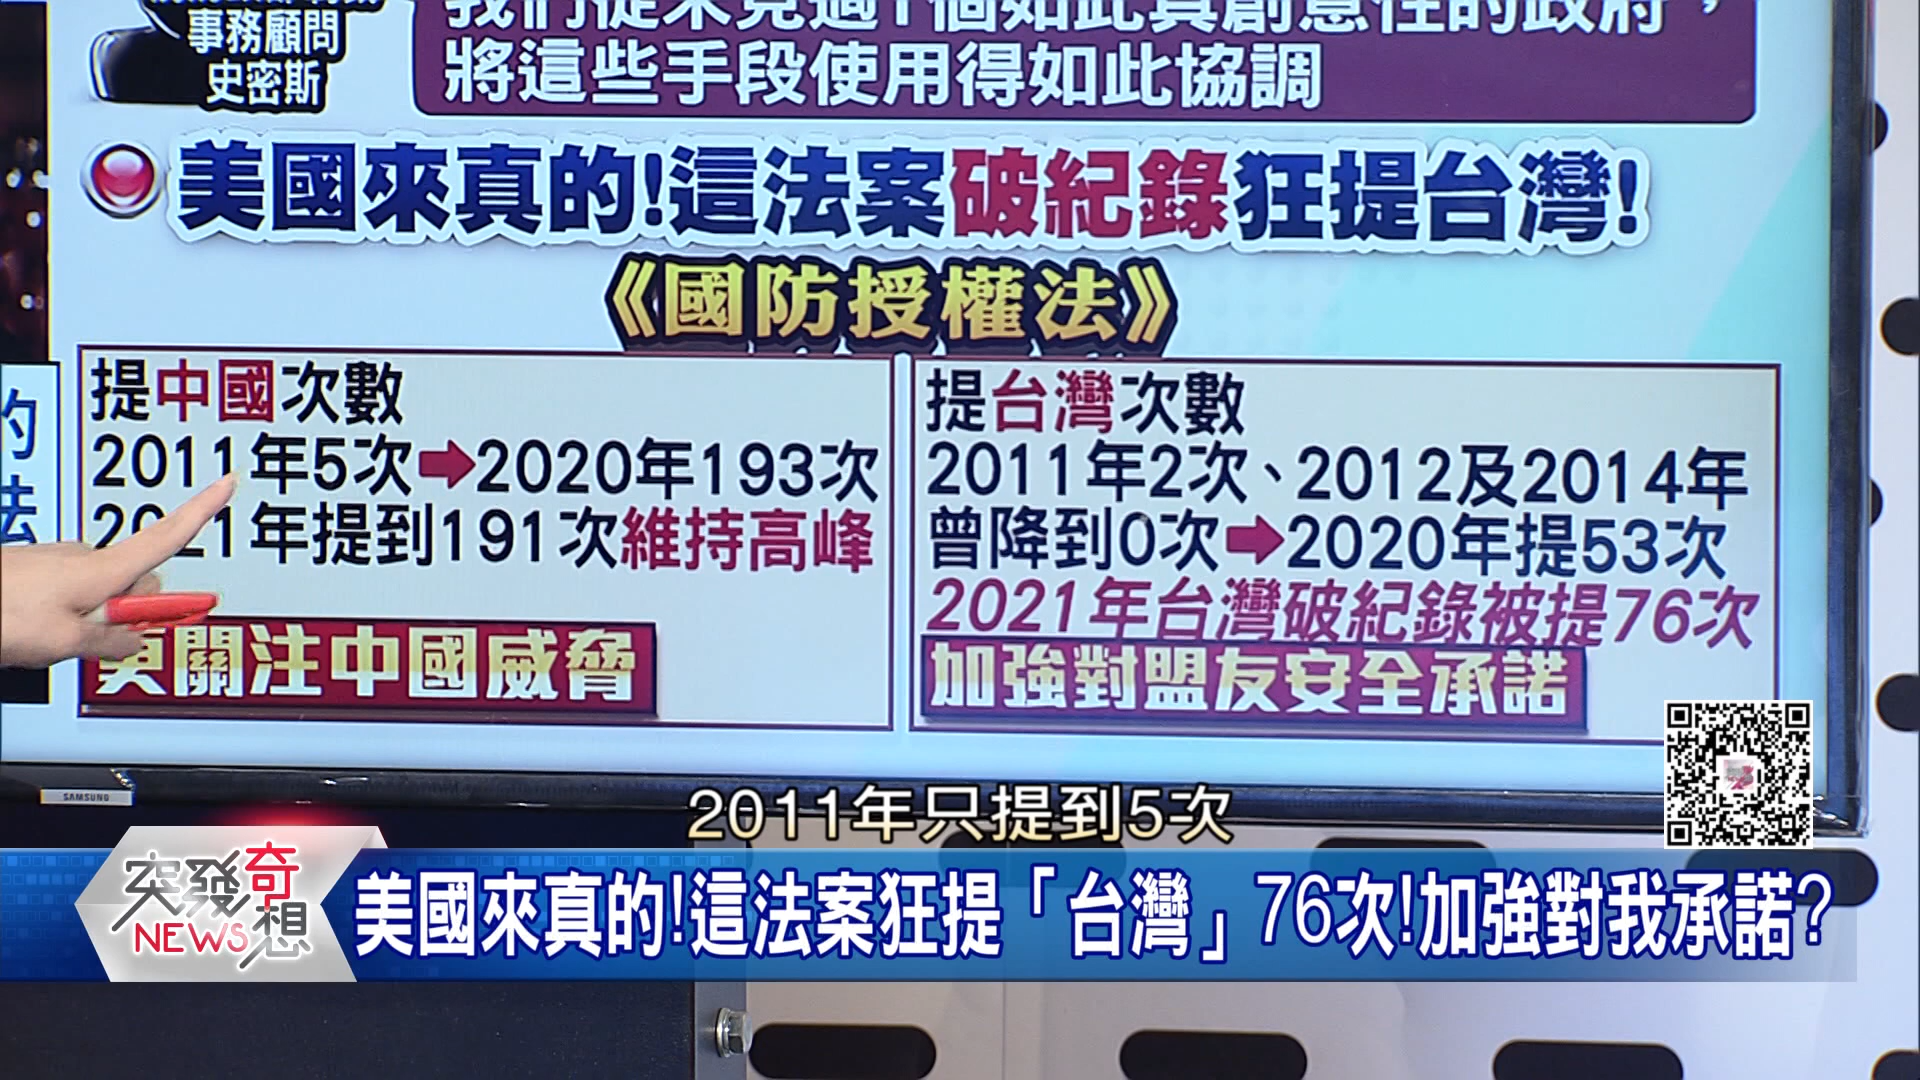 事務顧問
史密斯
將這些手段使用得如此協調
美國來真的!這法案破紀錄狂提台灣!
《國防授權法》
提中國次數
2011年5次➡2020年193次
2021年提到191次維持高峰
更關注中國威脅
提台灣次數
2011年2次、2012及2014年
曾降到0次➡2020年提53次
2021年台灣破紀錄被提76次
加強對盟友安全承諾
的
法
SAMSUNG
2011年只提到5次
突發奇想
NEWS
美國來真的!這法案狂提「台灣」76次!加強對我承諾?